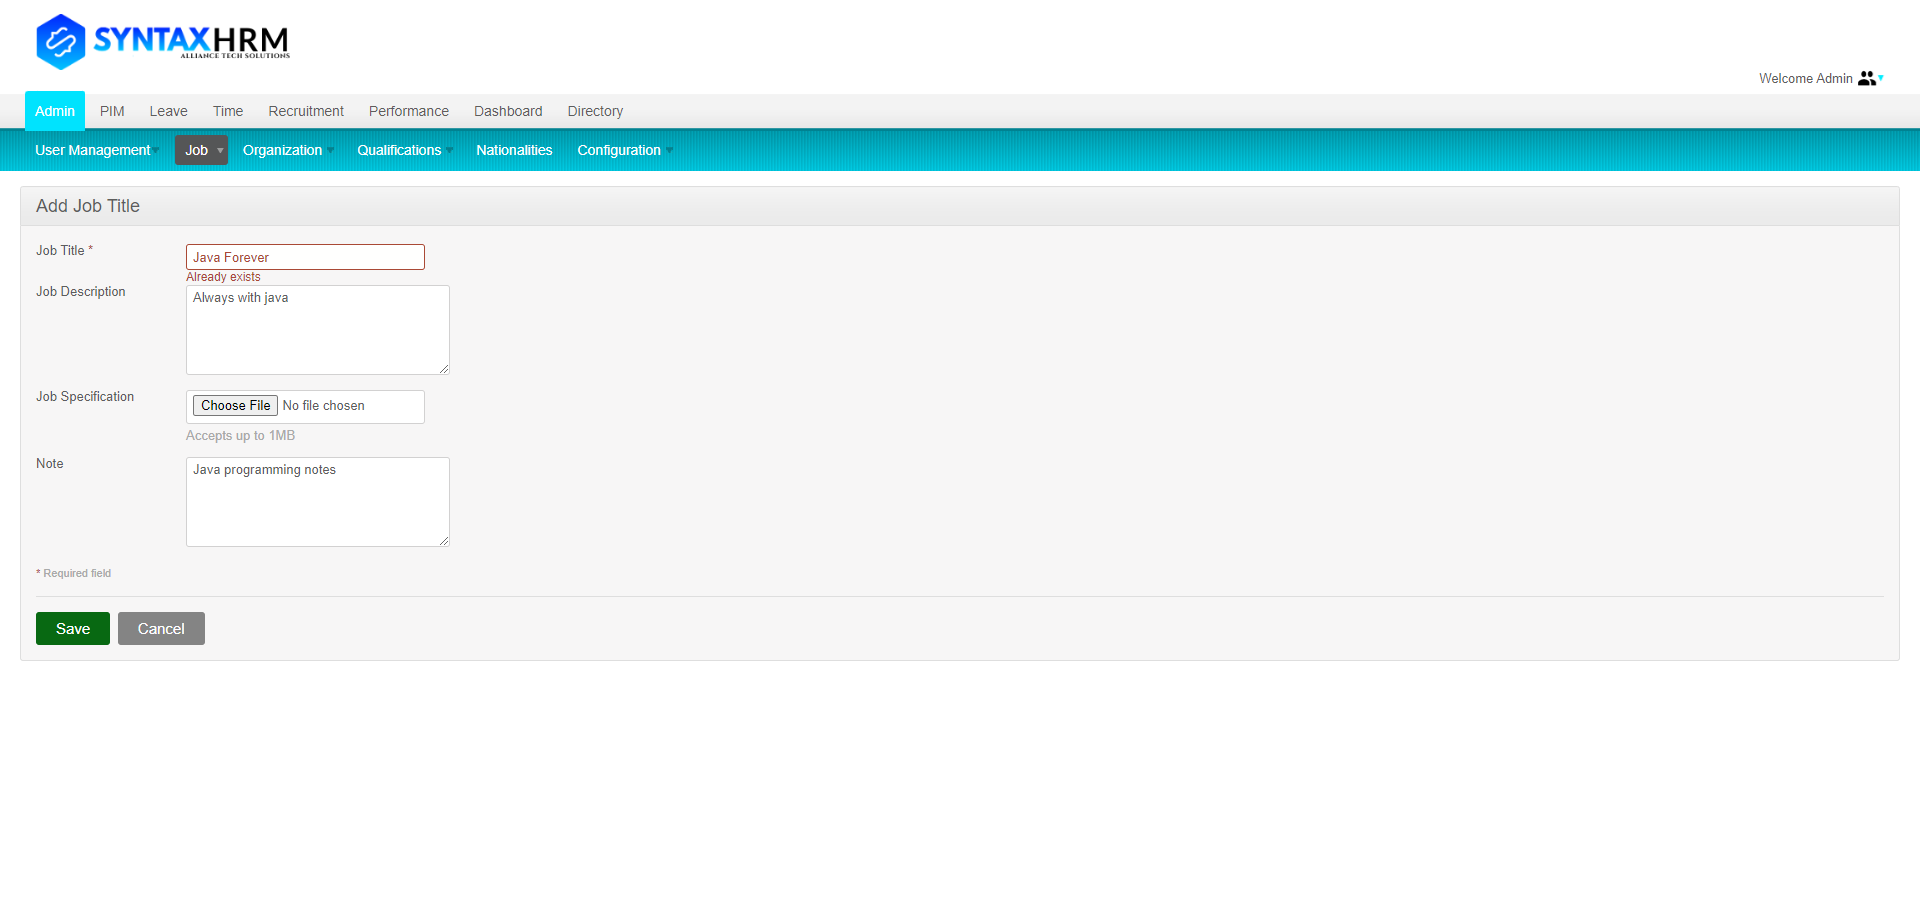 SYNTAXHRM
ALLIANCE TECH SOLUTIONS
Welcome Admin
Admin PIM Leave Time Recruitment Performance Dashboard Directory
User Management Job Organization Qualifications Nationalities Configuration
Add Job Title
Job Title * Java Forever
Already exists
Job Description Always with java
Job Specification Choose File No file chosen
Accepts up to 1MB
Note Java programming notes
* Required field
Save Cancel